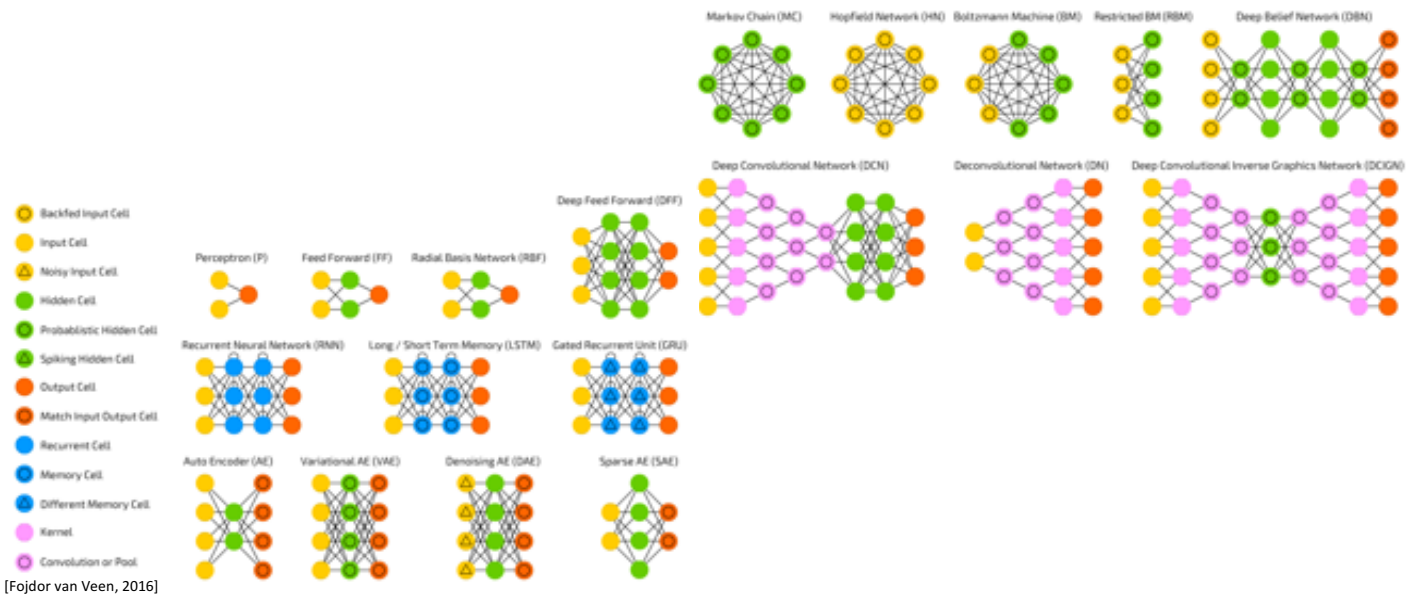 Markov Chain (MC)
Hopfield Network (HN)
Boltzmann Machine (BM)
Restricted BM (RBM)
Deep Belief Network (DBN)
Deep Convolutional Network (DCN)
Deconvolutional Network (DN)
Deep Convolutional Inverse Graphics Network (DCIGN)
Backfed Input Cell
Input Cell
Noisy Input Cell
Hidden Cell
Probablistic Hidden Cell
Spiking Hidden Cell
Output Cell
Match Input Output Cell
Recurrent Cell
Memory Cell
Different Memory Cell
Kernel
Convolution or Pool
Deep Feed Forward (DFF)
Perceptron (P)
Feed Forward (FF)
Radial Basis Network (RBF)
Recurrent Neural Network (RNN)
Long / Short Term Memory (LSTM)
Gated Recurrent Unit (GRU)
Auto Encoder (AE)
Variational AE (VAE)
Denoising AE (DAE)
Sparse AE (SAE)
[Fojdor van Veen, 2016]